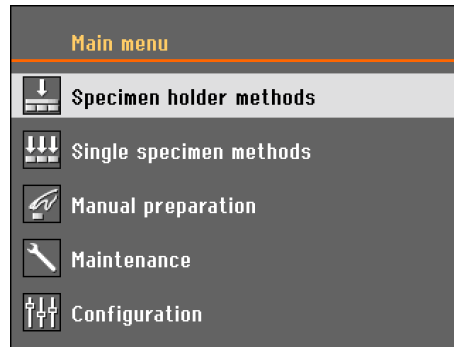 Main menu
Specimen holder methods
Single specimen methods
Manual preparation
Maintenance
Configuration